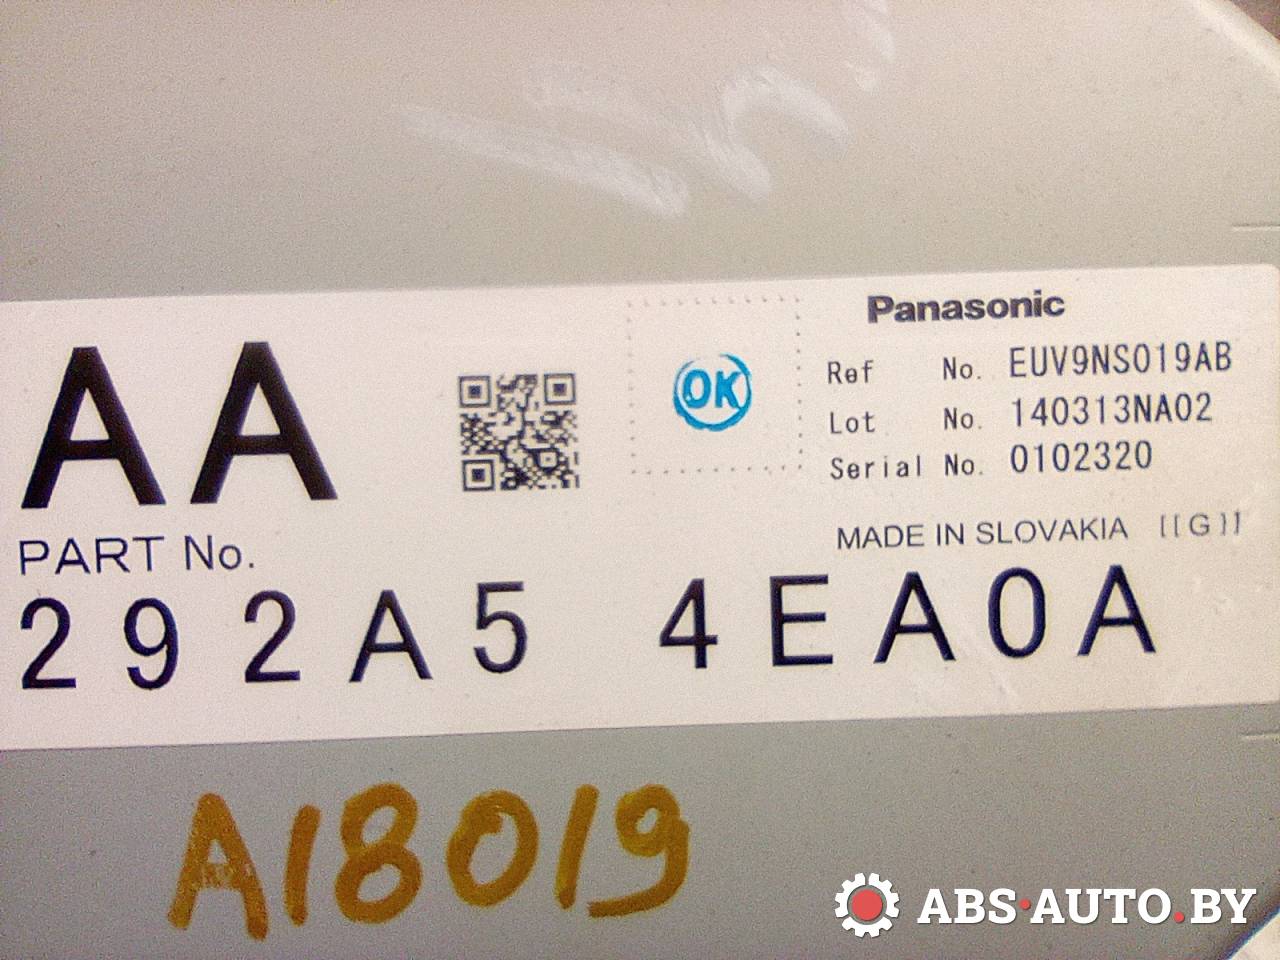 AA
OK
Panasonic
Ref No. EUV9NS019AB
Lot No. 140313NA02
Serial No. 0102320
MADE IN SLOVAKIA [[G]]
PART No.
292A5 4EA0A
A18019
ABS·AUTO.BY